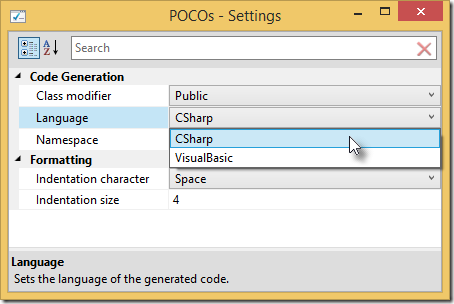 POCOs - Settings
A
Z
Search
Code Generation
Class modifier Public
Language CSharp
Namespace CSharp
VisualBasic
Formatting
Indentation character Space
Indentation size 4
Language
Sets the language of the generated code.